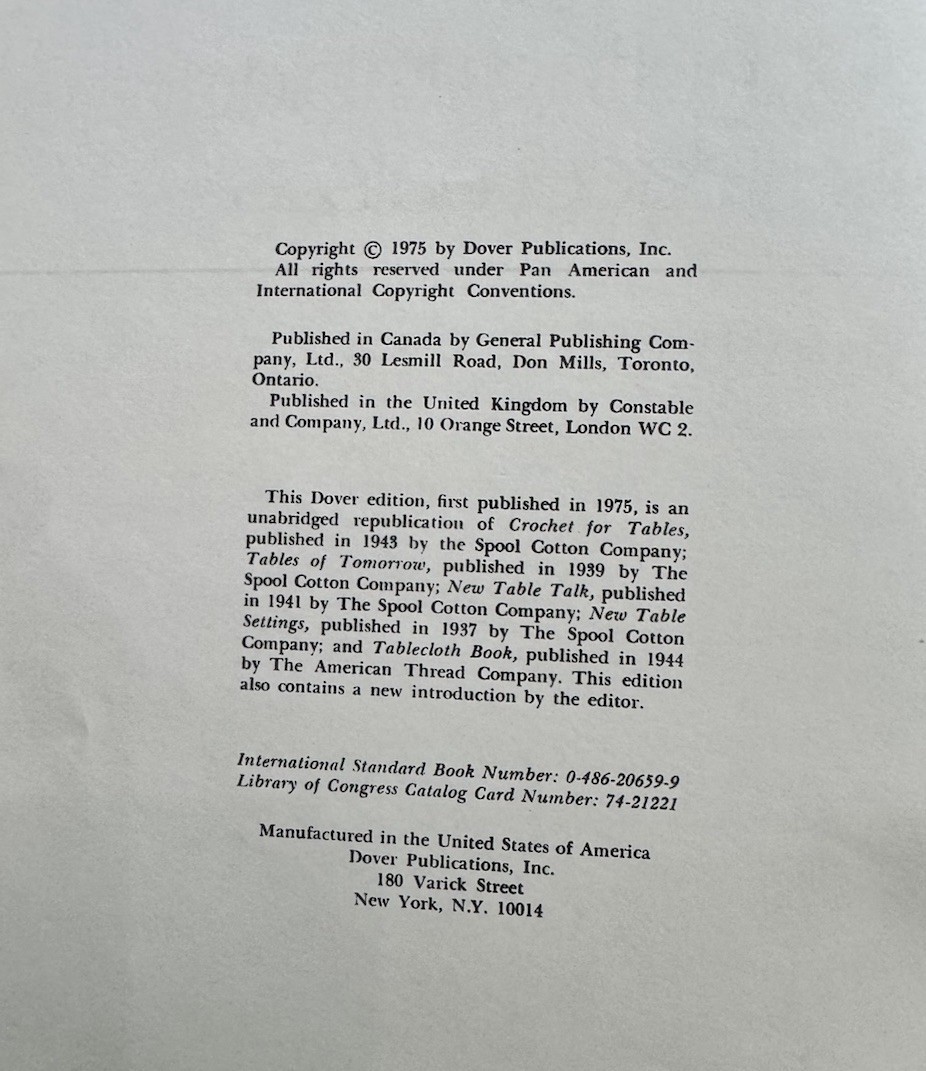 Copyright © 1975 by Dover Publications, Inc.
All rights reserved under Pan American and
International Copyright Conventions.
Published in Canada by General Publishing Com-
pany, Ltd., 30 Lesmill Road, Don Mills, Toronto,
Ontario.
Published in the United Kingdom by Constable
and Company, Ltd., 10 Orange Street, London WC 2.
This Dover edition, first published in 1975, is an
unabridged republication of Crochet for Tables,
published in 1943 by the Spool Cotton Company;
Tables of Tomorrow, published in 1939 by The
Spool Cotton Company; New Table Talk, published
in 1941 by The Spool Cotton Company; New Table
Settings, published in 1937 by The Spool Cotton
Company; and Tablecloth Book, published in 1944
by The American Thread Company. This edition
also contains a new introduction by the editor.
International Standard Book Number: 0-486-20659-9
Library of Congress Catalog Card Number: 74-21221
Manufactured in the United States of America
Dover Publications, Inc.
180 Varick Street
New York, N.Y. 10014